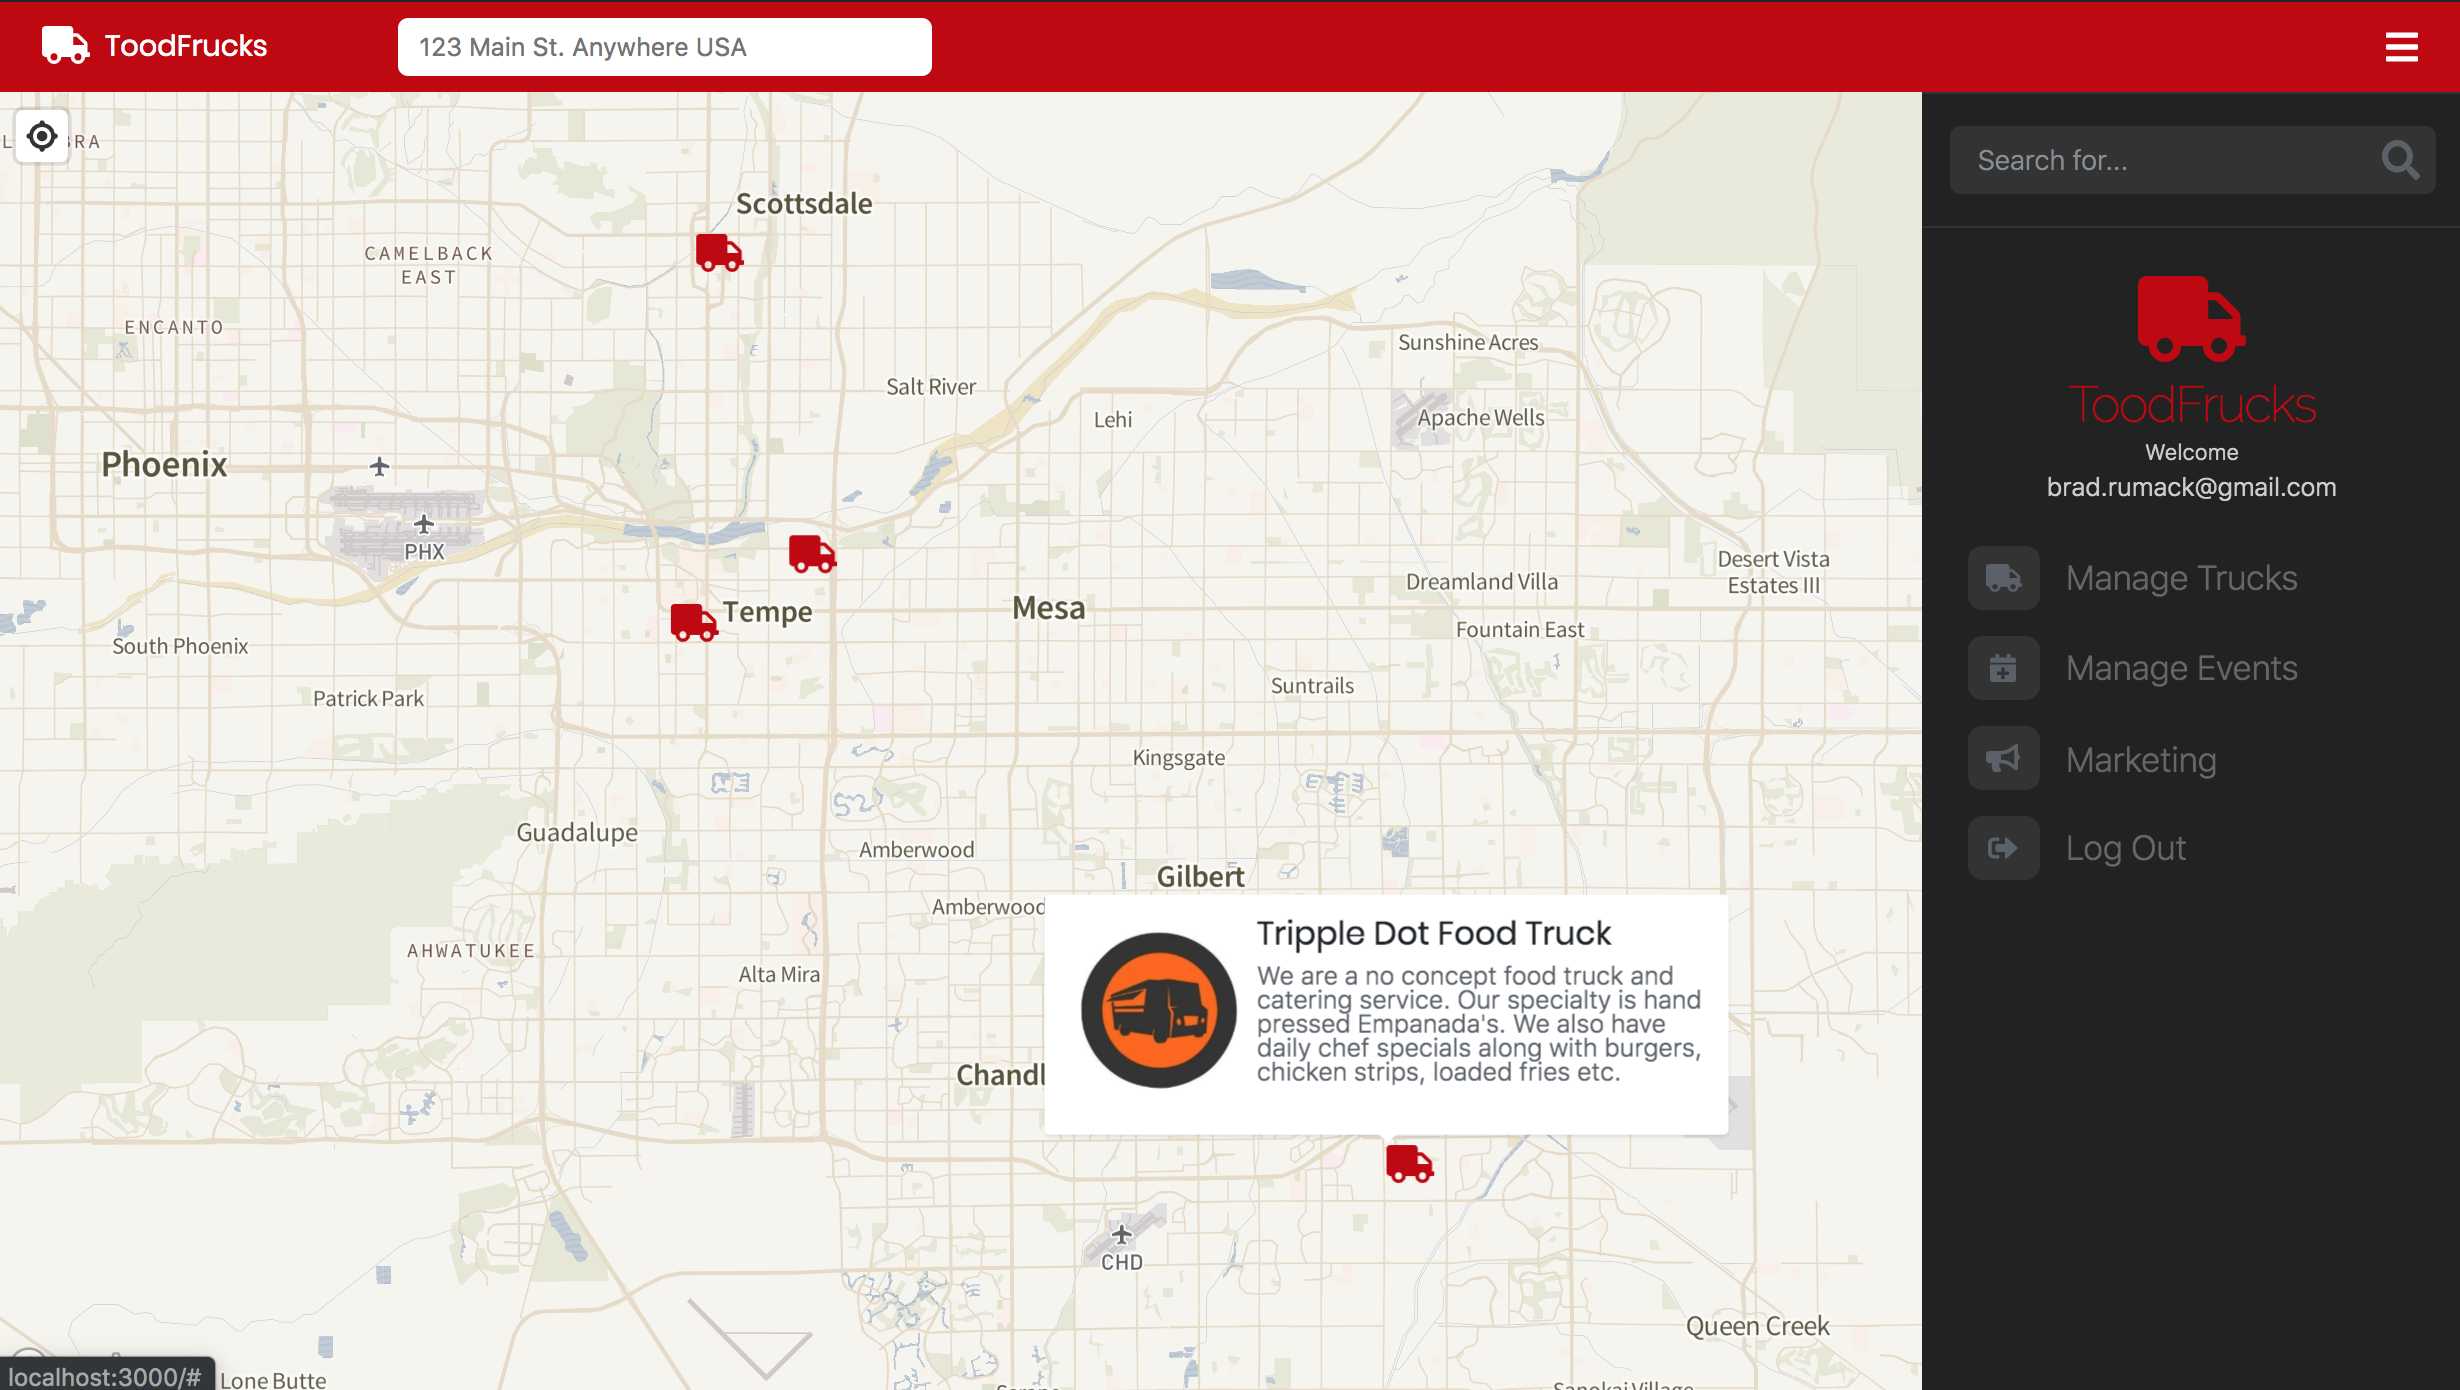 ToodFrucks
123 Main St. Anywhere USA
Search for...
Scottsdale
CAMELBACK
EAST
ENCANTO
Sunshine Acres
Salt River
Lehi
Apache Wells
ToodFrucks
Welcome
brad.rumack@gmail.com
Phoenix
PHX
Desert Vista
Estates III
Dreamland Villa
Manage Trucks
Tempe
Mesa
Fountain East
South Phoenix
Manage Events
Patrick Park
Suntrails
Kingsgate
Marketing
Guadalupe
Amberwood
Log Out
Gilbert
Amberwood
AHWATUKEE
Alta Mira
Tripple Dot Food Truck
We are a no concept food truck and
catering service. Our specialty is hand
pressed Empanada's. We also have
daily chef specials along with burgers,
chicken strips, loaded fries etc.
Chandl
CHD
Queen Creek
localhost:3000/#
Lone Butte
Sanokai Village